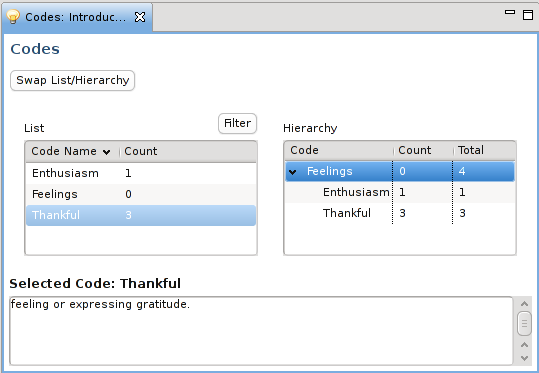 Codes: Introduc...
Codes
Swap List/Hierarchy
List
Filter
Code Name Count
Enthusiasm 1
Feelings 0
Thankful 3
Hierarchy
Code Count Total
Feelings 0 4
Enthusiasm 1 1
Thankful 3 3
Selected Code: Thankful
feeling or expressing gratitude.